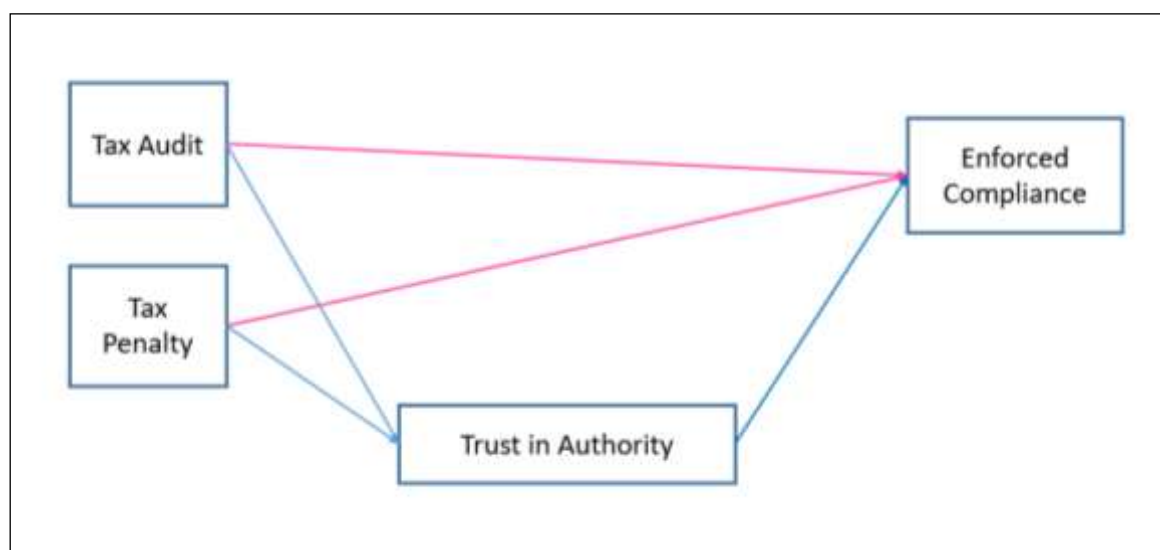 Tax Audit
Enforced
Compliance
Tax
Penalty
Trust in Authority